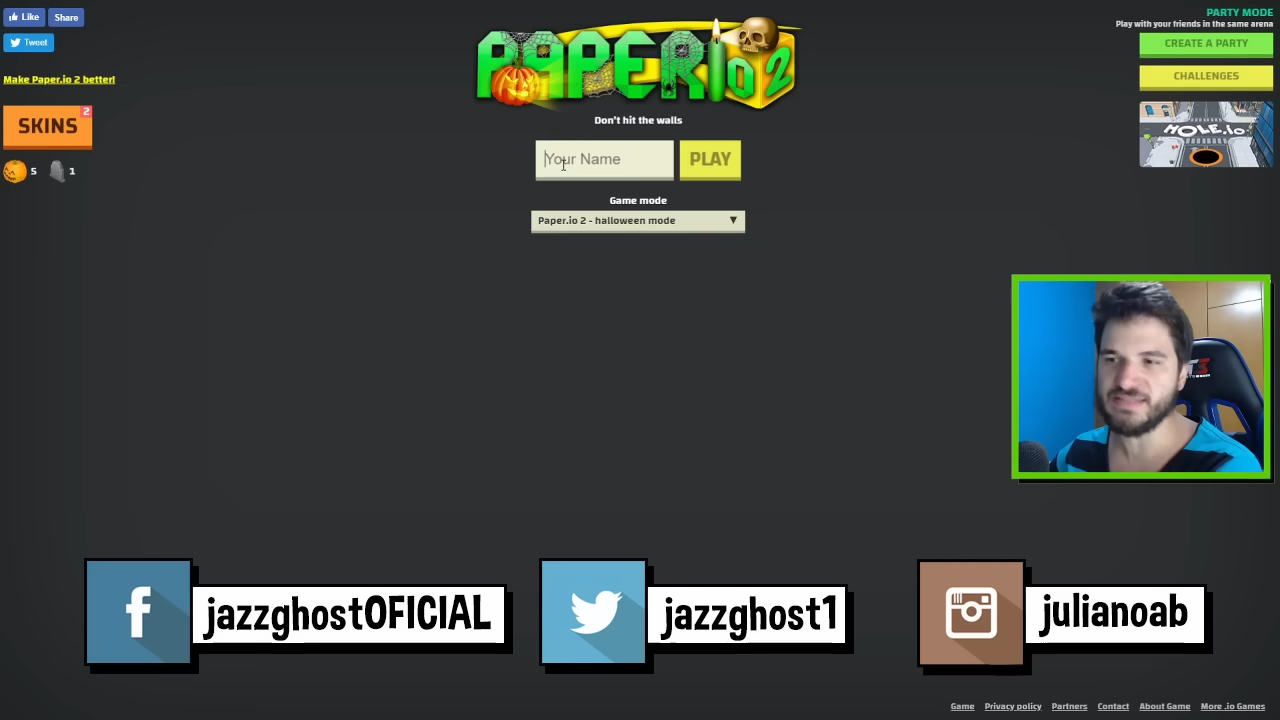 Like
Share
Tweet
Make Paper.io 2 better!
SKINS
2
5
1
PAPERio 2
Don't hit the walls
Your Name
PLAY
Game mode
Paper.io 2 - halloween mode
PARTY MODE
Play with your friends in the same arena
CREATE A PARTY
CHALLENGES
HOLE.io
jazzghostOFICIAL
jazzghost1
julianoab
Game Privacy policy Partners Contact About Game More .io Games